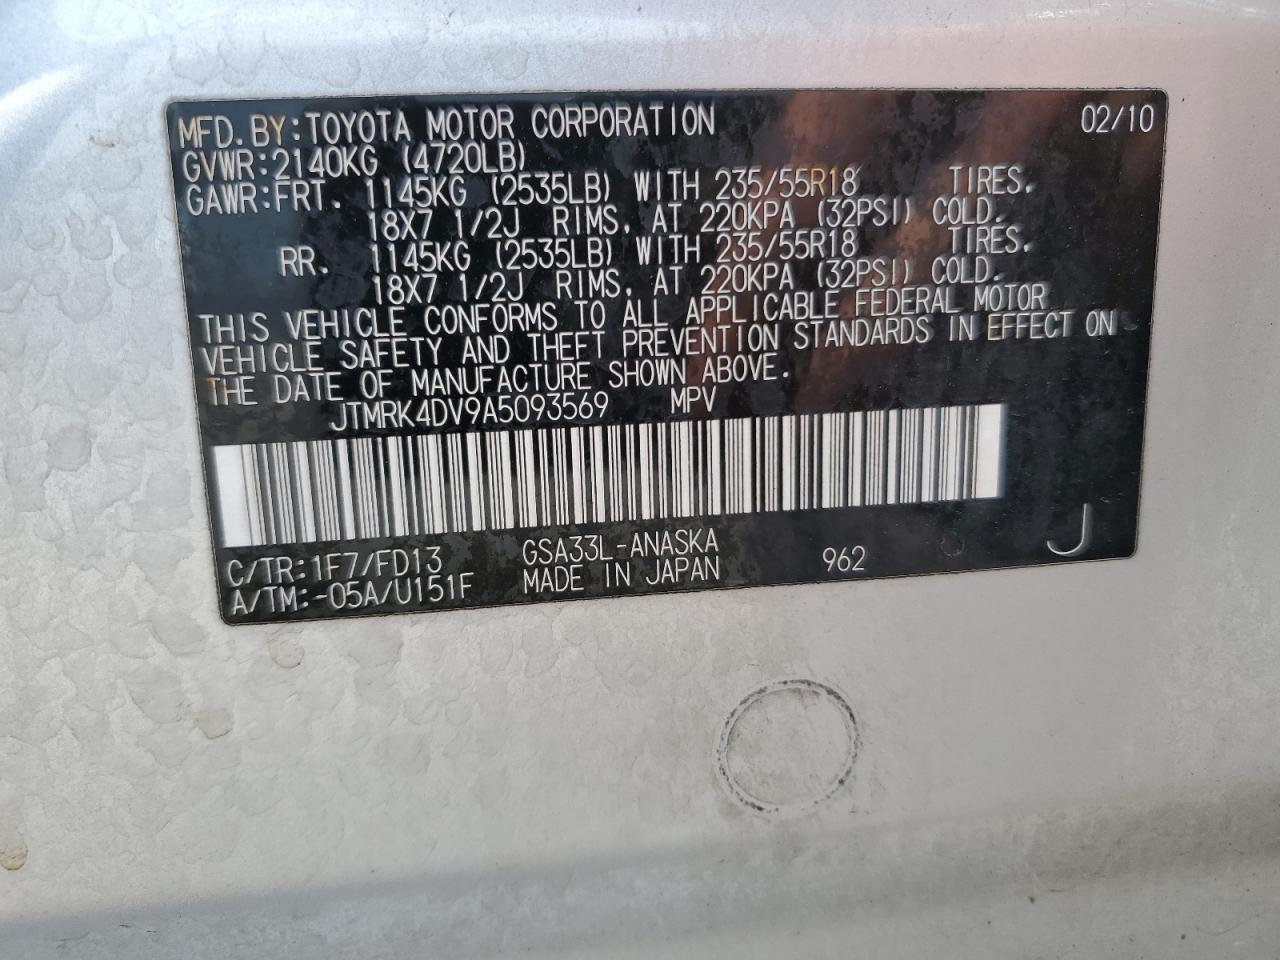 MFD. BY: TOYOTA MOTOR CORPORATION 02/10
GVWR: 2140KG (4720LB)
GAWR: FRT. 1145KG (2535LB) WITH 235/55R18 TIRES.
18X7 1/2J RIMS, AT 220KPA (32PSI) COLD.
RR. 1145KG (2535LB) WITH 235/55R18 TIRES.
18X7 1/2J RIMS, AT 220KPA (32PSI) COLD.
THIS VEHICLE CONFORMS TO ALL APPLICABLE FEDERAL MOTOR
VEHICLE SAFETY AND THEFT PREVENTION STANDARDS IN EFFECT ON
THE DATE OF MANUFACTURE SHOWN ABOVE.
JTMRK4DV9A5093569 MPV
C/TR: 1F7/FD13 GSA33L-ANASKA 962 J
A/TM: -05A/U151F MADE IN JAPAN